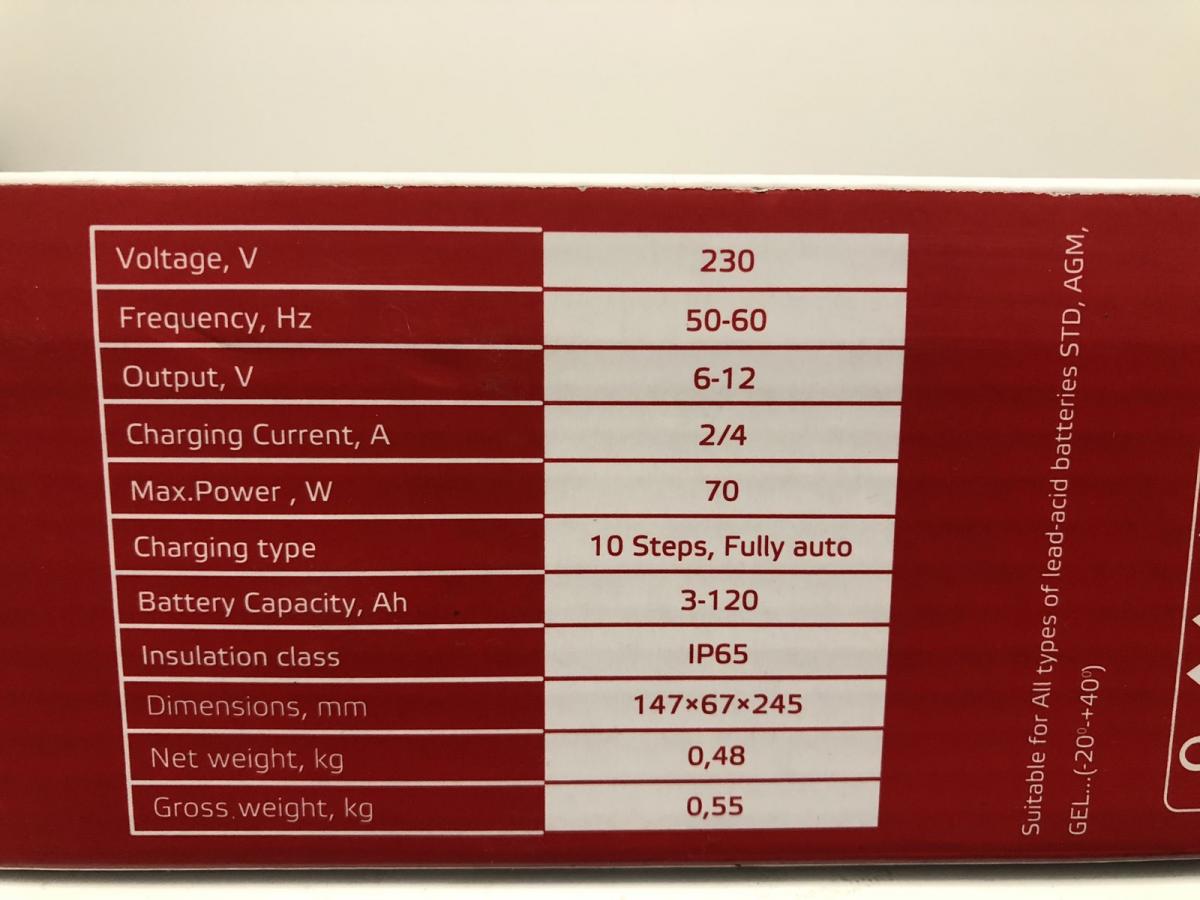 Voltage, V 230
Frequency, Hz 50-60
Output, V 6-12
Charging Current, A 2/4
Max.Power , W 70
Charging type 10 Steps, Fully auto
Battery Capacity, Ah 3-120
Insulation class IP65
Dimensions, mm 147×67×245
Net weight, kg 0,48
Gross weight, kg 0,55
Suitable for All types of lead-acid batteries STD, AGM,
GEL...(-20⁰-+40⁰)